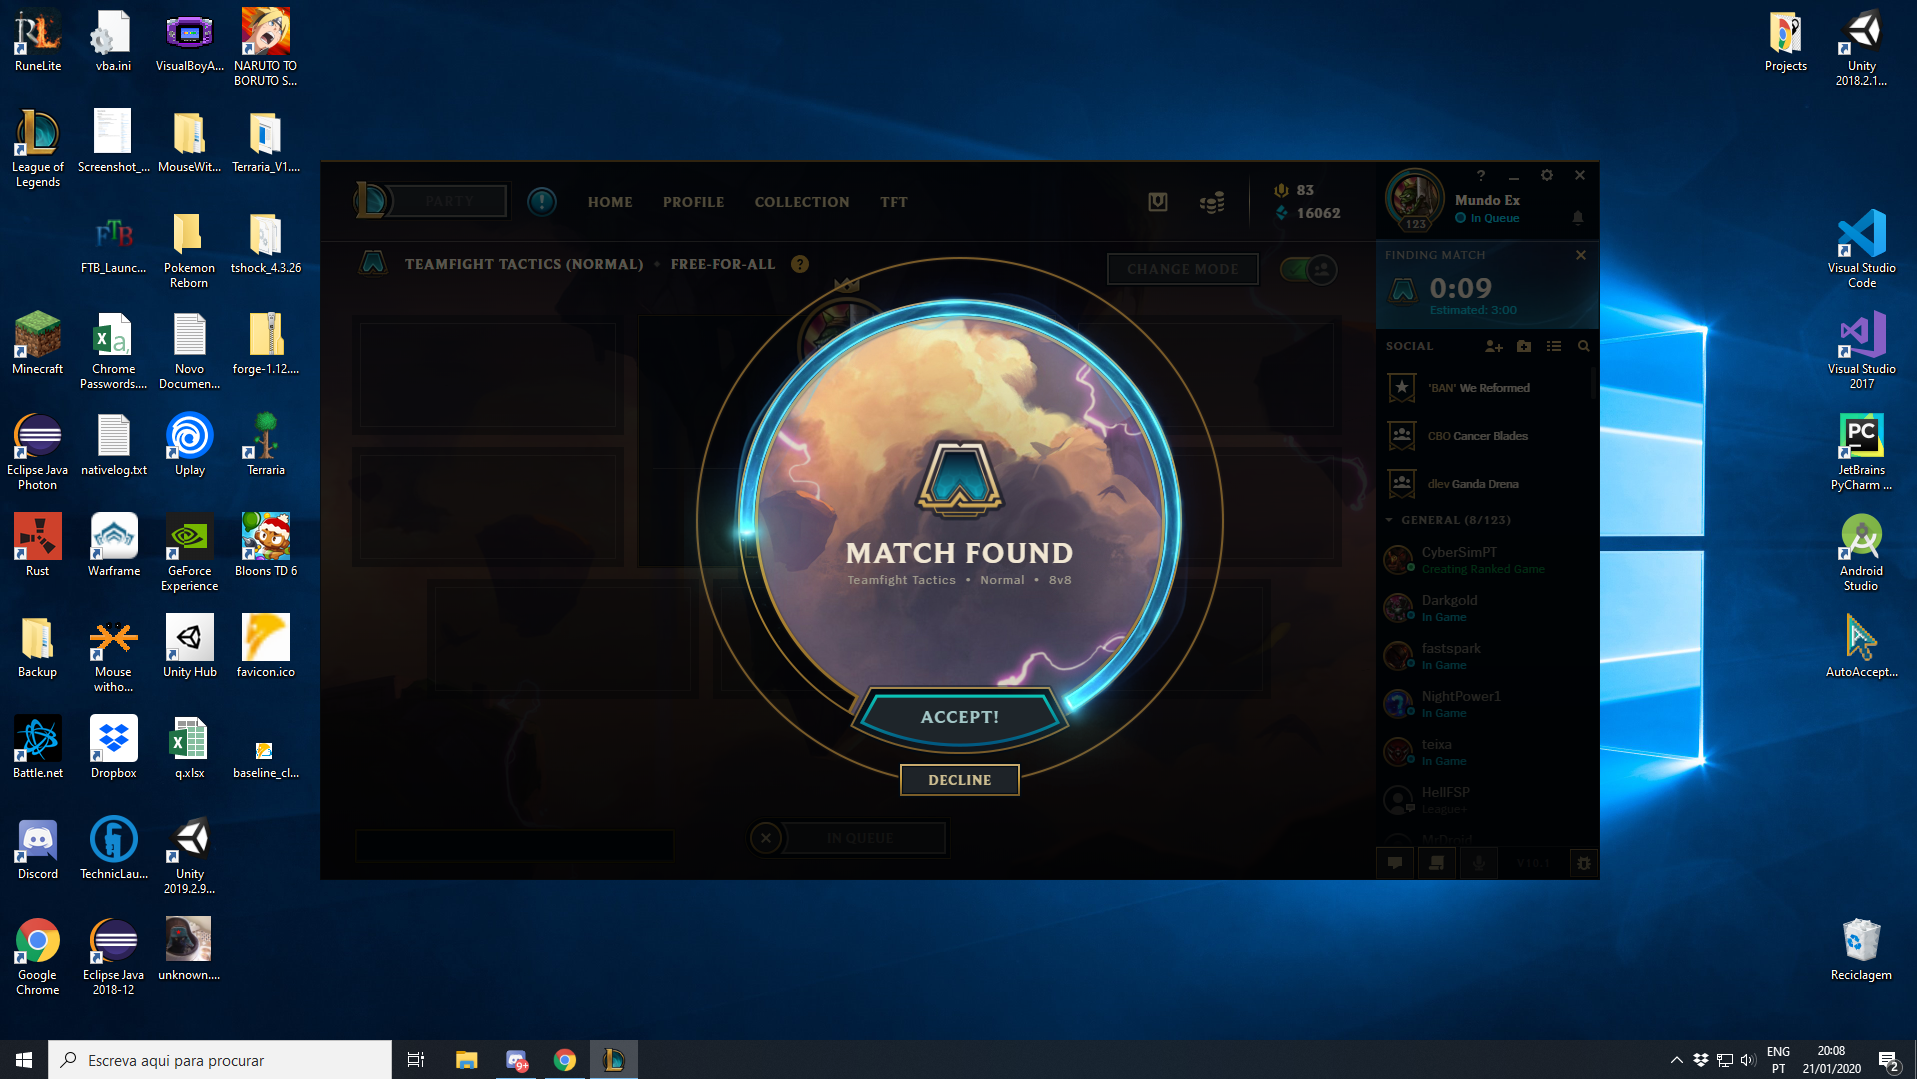 RuneLite
vba.ini
VisualBoyA...
NARUTO TO
BORUTO S...
Projects
Unity
2018.2.1...
League of
Legends
Screenshot_...
MouseWit...
Terraria_V1....
FTB
FTB_Launc...
Pokemon
Reborn
tshock_4.3.26
Minecraft
Chrome
Passwords....
Novo
Documen...
forge-1.12....
Eclipse Java
Photon
nativelog.txt
Uplay
Terraria
Rust
Warframe
GeForce
Experience
Bloons TD 6
Backup
Mouse
witho...
Unity Hub
favicon.ico
Battle.net
Dropbox
q.xlsx
baseline_cl...
Discord
TechnicLau...
Unity
2019.2.9...
Google
Chrome
Eclipse Java
2018-12
unknown....
PARTY
HOME
PROFILE
COLLECTION
TFT
83
16062
TEAMFIGHT TACTICS (NORMAL) • FREE-FOR-ALL
?
CHANGE MODE
MATCH FOUND
Teamfight Tactics • Normal • 8v8
ACCEPT!
DECLINE
IN QUEUE
?
123
Mundo Ex
In Queue
FINDING MATCH
0:09
Estimated: 3:00
SOCIAL
'BAN' We Reformed
CBO Cancer Blades
dlev Ganda Drena
GENERAL (8/123)
CyberSimPT
Creating Ranked Game
Darkgold
In Game
fastspark
In Game
NightPower1
In Game
teixa
In Game
HellFSP
League+
MrDroid
V10.1
Visual Studio
Code
Visual Studio
2017
PC
JetBrains
PyCharm ...
Android
Studio
AutoAccept...
Reciclagem
Escreva aqui para procurar
9+
ENG
PT
20:08
21/01/2020
2